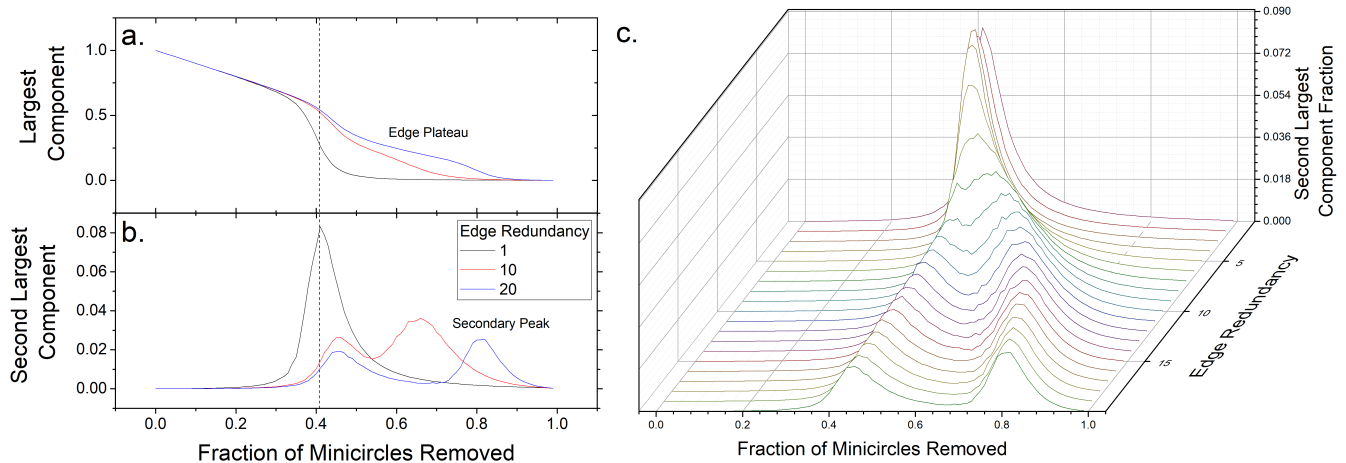 a.
Largest
Component
1.0
0.5
0.0
Edge Plateau
b.
Second Largest
Component
0.08
0.06
0.04
0.02
0.00
Edge Redundancy
1
10
20
Secondary Peak
0.0 0.2 0.4 0.6 0.8 1.0
Fraction of Minicircles Removed
c.
0.090
0.072
0.054
0.036
0.018
0.000
Second Largest
Component Fraction
5
10
15
Edge Redundancy
0.0 0.2 0.4 0.6 0.8 1.0
Fraction of Minicircles Removed